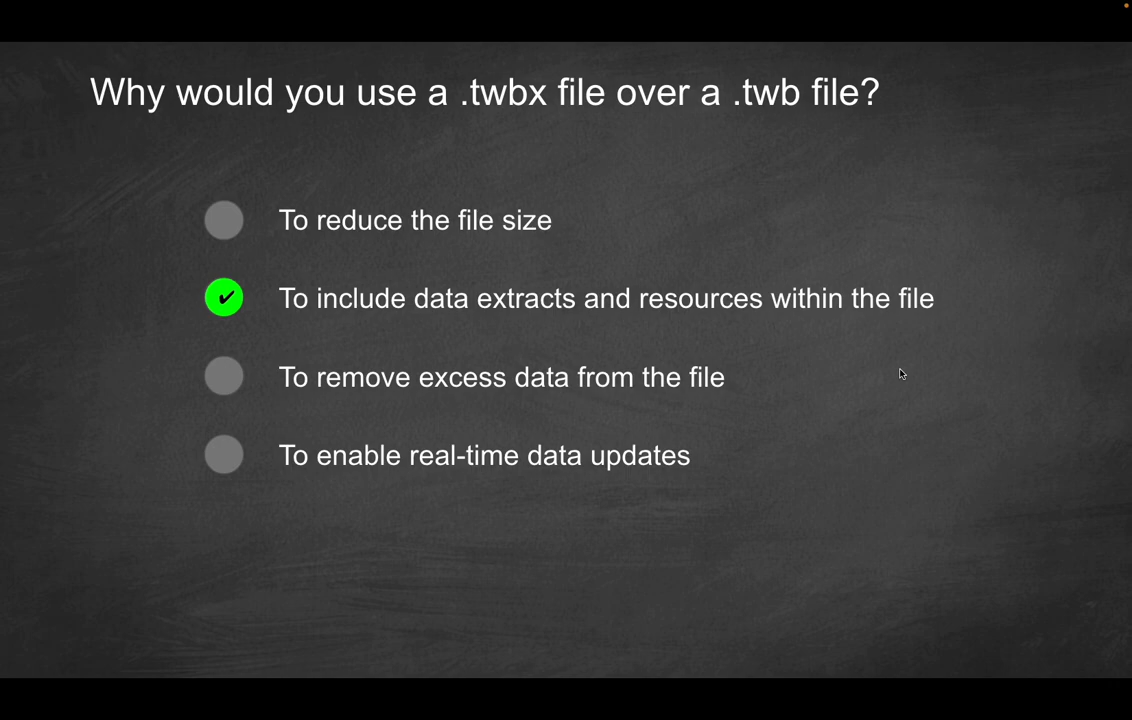 Why would you use a .twbx file over a .twb file?
To reduce the file size
✔ To include data extracts and resources within the file
To remove excess data from the file
To enable real-time data updates